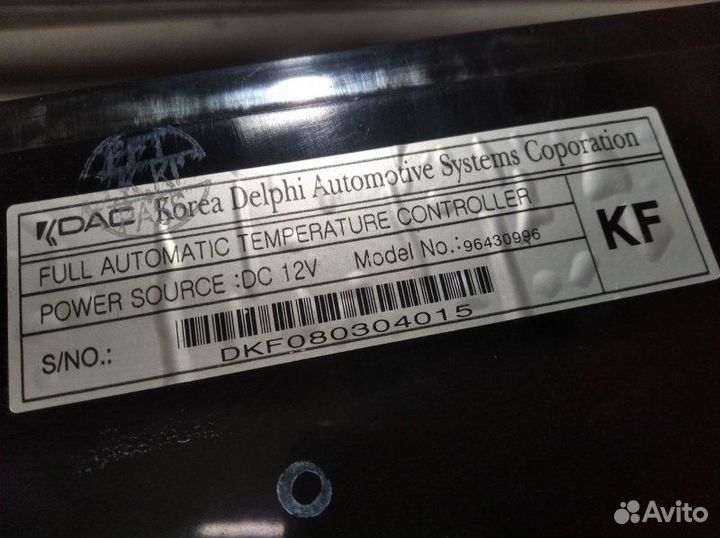 KDAC Korea Delphi Automotive Systems Coporation
FULL AUTOMATIC TEMPERATURE CONTROLLER
POWER SOURCE :DC 12V Model No.:96430996
KF
S/NO.:
DKF080304015
Avito